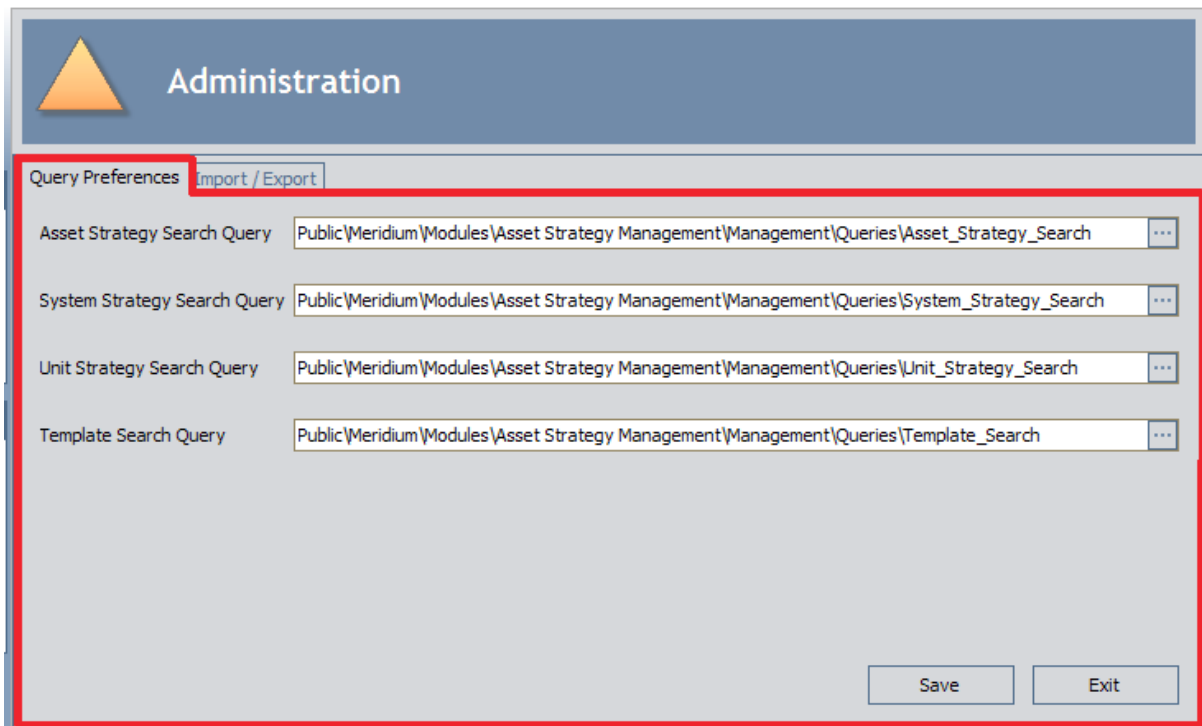 Administration
Query Preferences Import / Export
Asset Strategy Search Query Public\Meridium\Modules\Asset Strategy Management\Management\Queries\Asset_Strategy_Search ...
System Strategy Search Query Public\Meridium\Modules\Asset Strategy Management\Management\Queries\System_Strategy_Search ...
Unit Strategy Search Query Public\Meridium\Modules\Asset Strategy Management\Management\Queries\Unit_Strategy_Search ...
Template Search Query Public\Meridium\Modules\Asset Strategy Management\Management\Queries\Template_Search ...
Save Exit